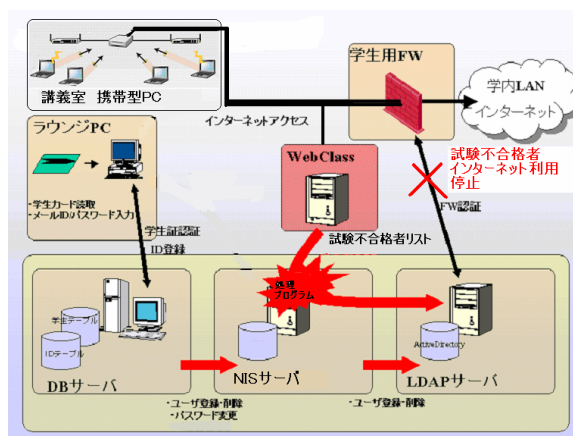 学生用FW
学内LAN
インターネット
講義室 携帯型PC
インターネットアクセス
ラウンジPC
・学生カード読取
・メールID/パスワード入力
WebClass
試験不合格者
インターネット利用
停止
FW認証
学生証認証
ID登録
試験不合格者リスト
処理
プログラム
学生テーブル
IDテーブル
ActiveDirectory
DBサーバ
NISサーバ
LDAPサーバ
・ユーザ登録・削除
・パスワード変更
・ユーザ登録・削除